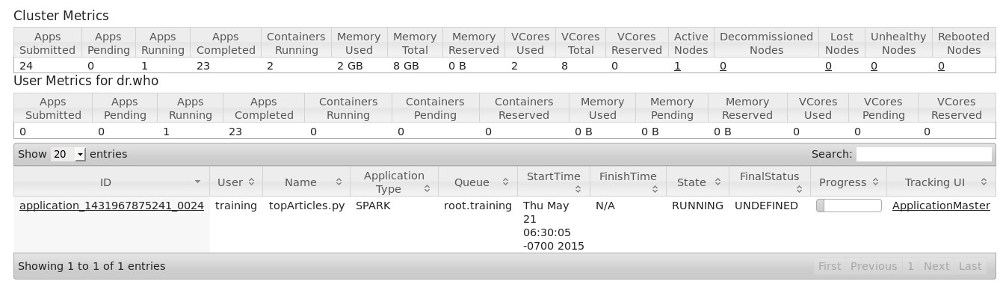 Cluster Metrics
Apps Submitted Apps Pending Apps Running Apps Completed Containers Running Memory Used Memory Total Memory Reserved VCores Used VCores Total VCores Reserved Active Nodes Decommissioned Nodes Lost Nodes Unhealthy Nodes Rebooted Nodes
24 0 1 23 2 2 GB 8 GB 0 B 2 8 0 1 0 0 0 0
User Metrics for dr.who
Apps Submitted Apps Pending Apps Running Apps Completed Containers Running Containers Pending Containers Reserved Memory Used Memory Pending Memory Reserved VCores Used VCores Pending VCores Reserved
0 0 1 23 0 0 0 0 B 0 B 0 B 0 0 0
Show 20 entries Search:
ID User Name Application Type Queue StartTime FinishTime State FinalStatus Progress Tracking UI
application_1431967875241_0024 training topArticles.py SPARK root.training Thu May 21 06:30:05 -0700 2015 N/A RUNNING UNDEFINED ApplicationMaster
Showing 1 to 1 of 1 entries First Previous 1 Next Last